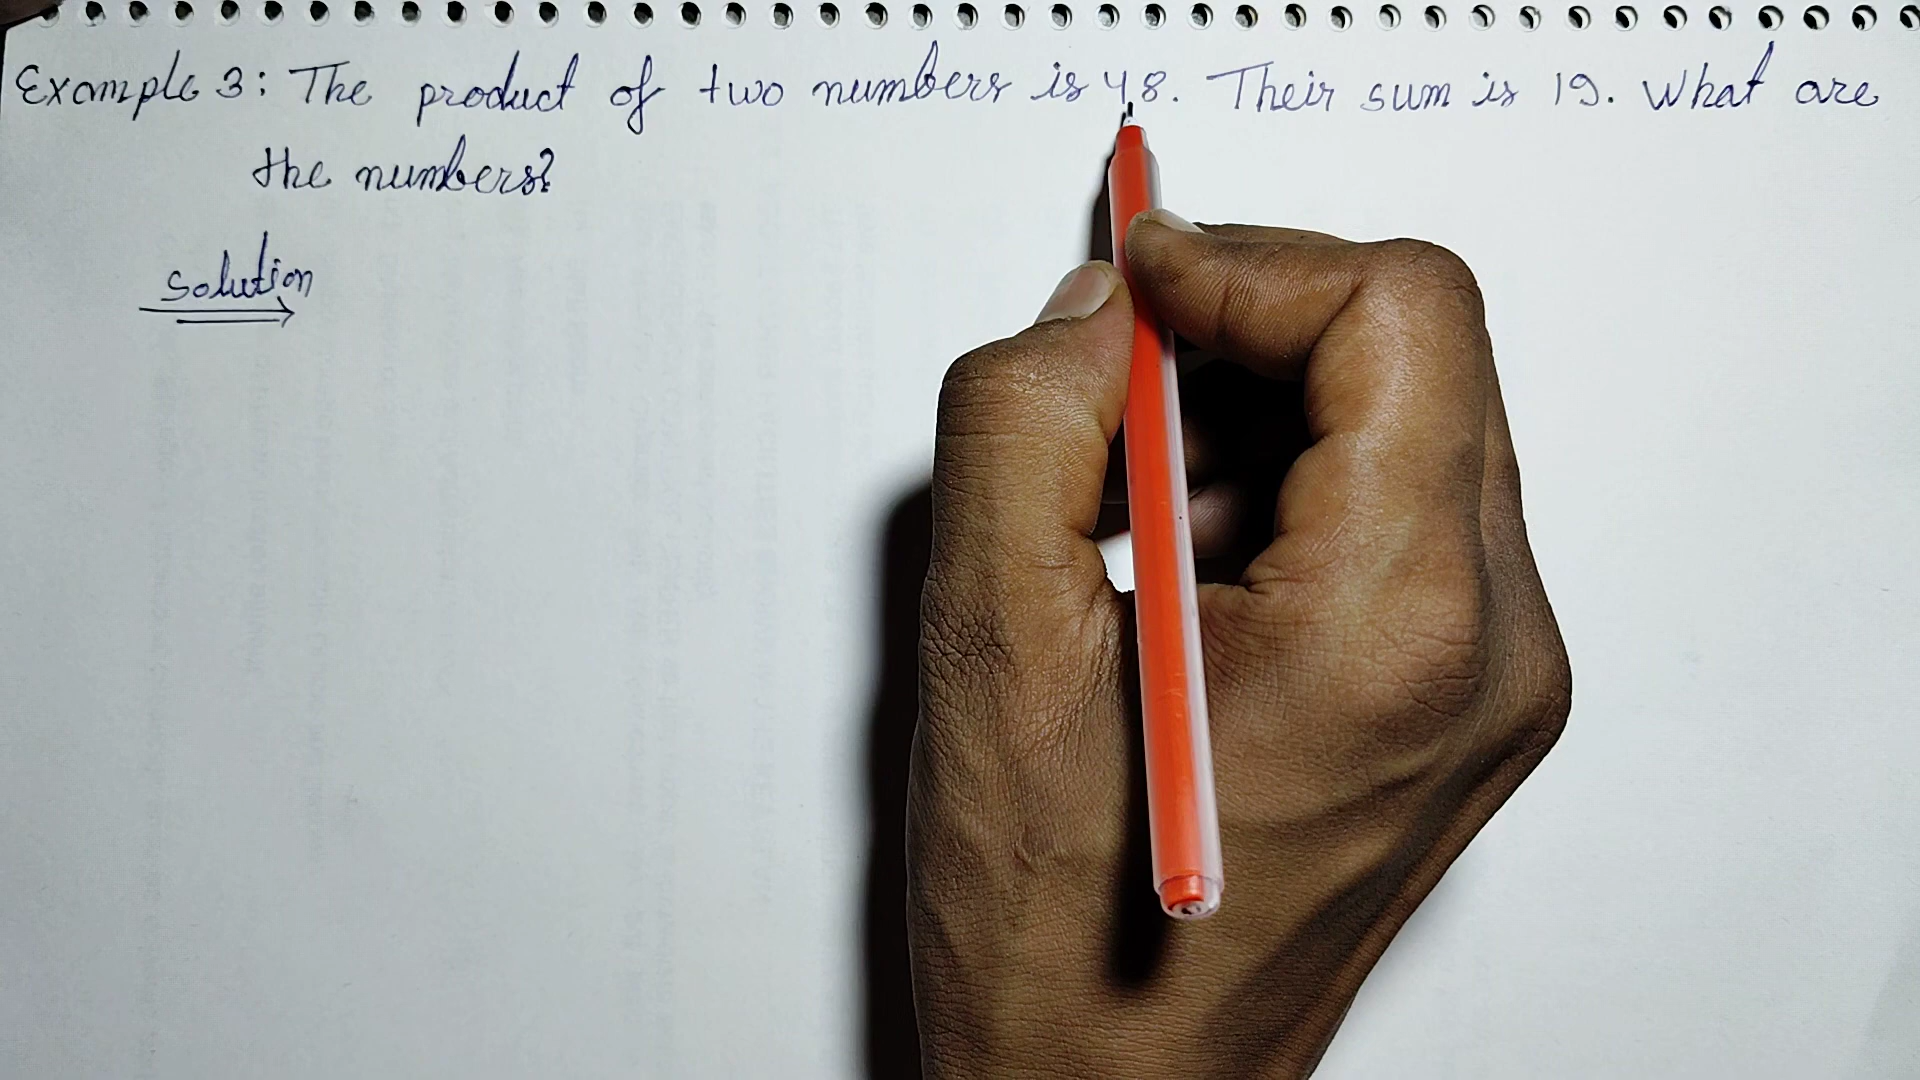 Example 3: The product of two numbers is 48. Their sum is 19. What are
the numbers?
Solution